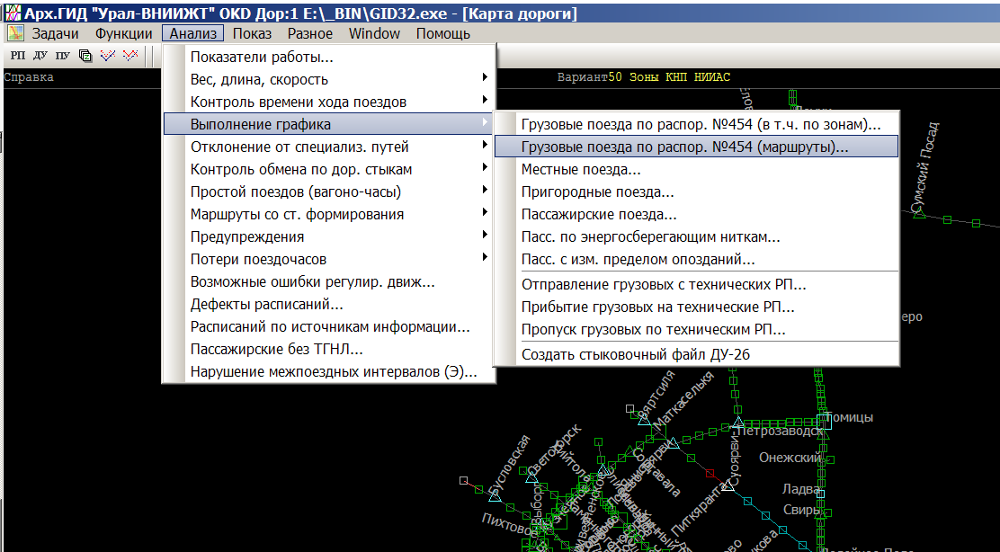 Арх.ГИД "Урал-ВНИИЖТ" OKD Дор:1 E:\_BIN\GID32.exe - [Карта дороги]
Задачи Функции Анализ Показ Разное Window Помощь
РП ДУ ПУ
Справка
Вариант50 Зоны КНП НИИАС
Показатели работы...
Вес, длина, скорость
Контроль времени хода поездов
Выполнение графика
Отклонение от специализ. путей
Контроль обмена по дор. стыкам
Простой поездов (вагоно-часы)
Маршруты со ст. формирования
Предупреждения
Потери поездочасов
Возможные ошибки регулир. движ...
Дефекты расписаний...
Расписаний по источникам информации...
Пассажирские без ТГНЛ...
Нарушение межпоездных интервалов (Э)...
Грузовые поезда по распор. №454 (в т.ч. по зонам)...
Грузовые поезда по распор. №454 (маршруты)...
Местные поезда...
Пригородные поезда...
Пассажирские поезда...
Пасс. по энергосберегающим ниткам...
Пасс. с изм. пределом опозданий...
Отправление грузовых с технических РП...
Прибытие грузовых на технические РП...
Пропуск грузовых по техническим РП...
Создать стыковочный файл ДУ-26
Сумский Посад
еро
Вяртсиля
Маткаселькя
Томицы
Петрозаводск
Онежский
Суоярви
Ладва
Свирь
Питкяранта
Бусловская
Светогорск
Хийтола
Выборг
Пихтовая